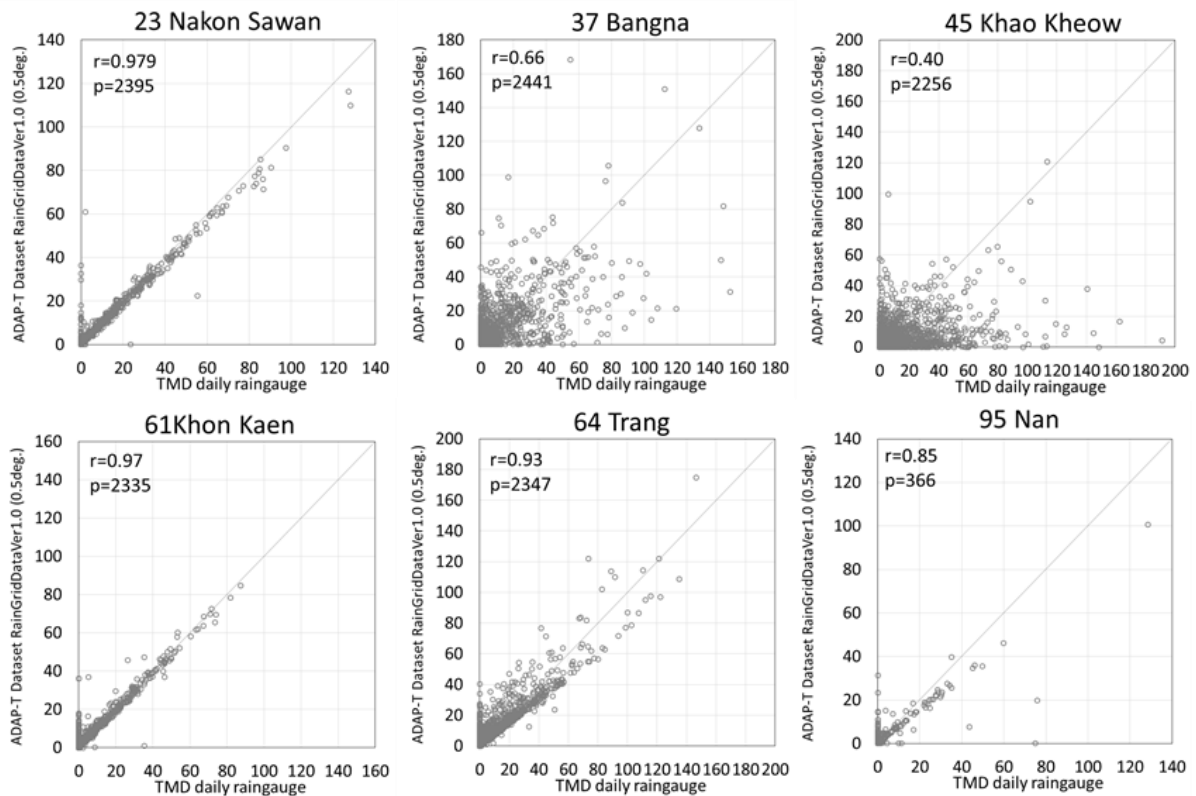 23 Nakon Sawan
ADAP-T Dataset RainGridDataVer1.0 (0.5deg.)
140
120
100
80
60
40
20
0
r=0.979
p=2395
0 20 40 60 80 100 120 140
TMD daily raingauge
37 Bangna
ADAP-T Dataset RainGridDataVer1.0 (0.5deg.)
180
160
140
120
100
80
60
40
20
0
r=0.66
p=2441
0 20 40 60 80 100 120 140 160 180
TMD daily raingauge
45 Khao Kheow
ADAP-T Dataset RainGridDataVer1.0 (0.5deg.)
200
180
160
140
120
100
80
60
40
20
0
r=0.40
p=2256
0 20 40 60 80 100 120 140 160 180 200
TMD daily raingauge
61Khon Kaen
ADAP-T Dataset RainGridDataVer1.0 (0.5deg.)
160
140
120
100
80
60
40
20
0
r=0.97
p=2335
0 20 40 60 80 100 120 140 160
TMD daily raingauge
64 Trang
ADAP-T Dataset RainGridDataVer1.0 (0.5deg.)
200
180
160
140
120
100
80
60
40
20
0
r=0.93
p=2347
0 20 40 60 80 100 120 140 160 180 200
TMD daily raingauge
95 Nan
ADAP-T Dataset RainGridDataVer1.0 (0.5deg.)
140
120
100
80
60
40
20
0
r=0.85
p=366
0 20 40 60 80 100 120 140
TMD daily raingauge